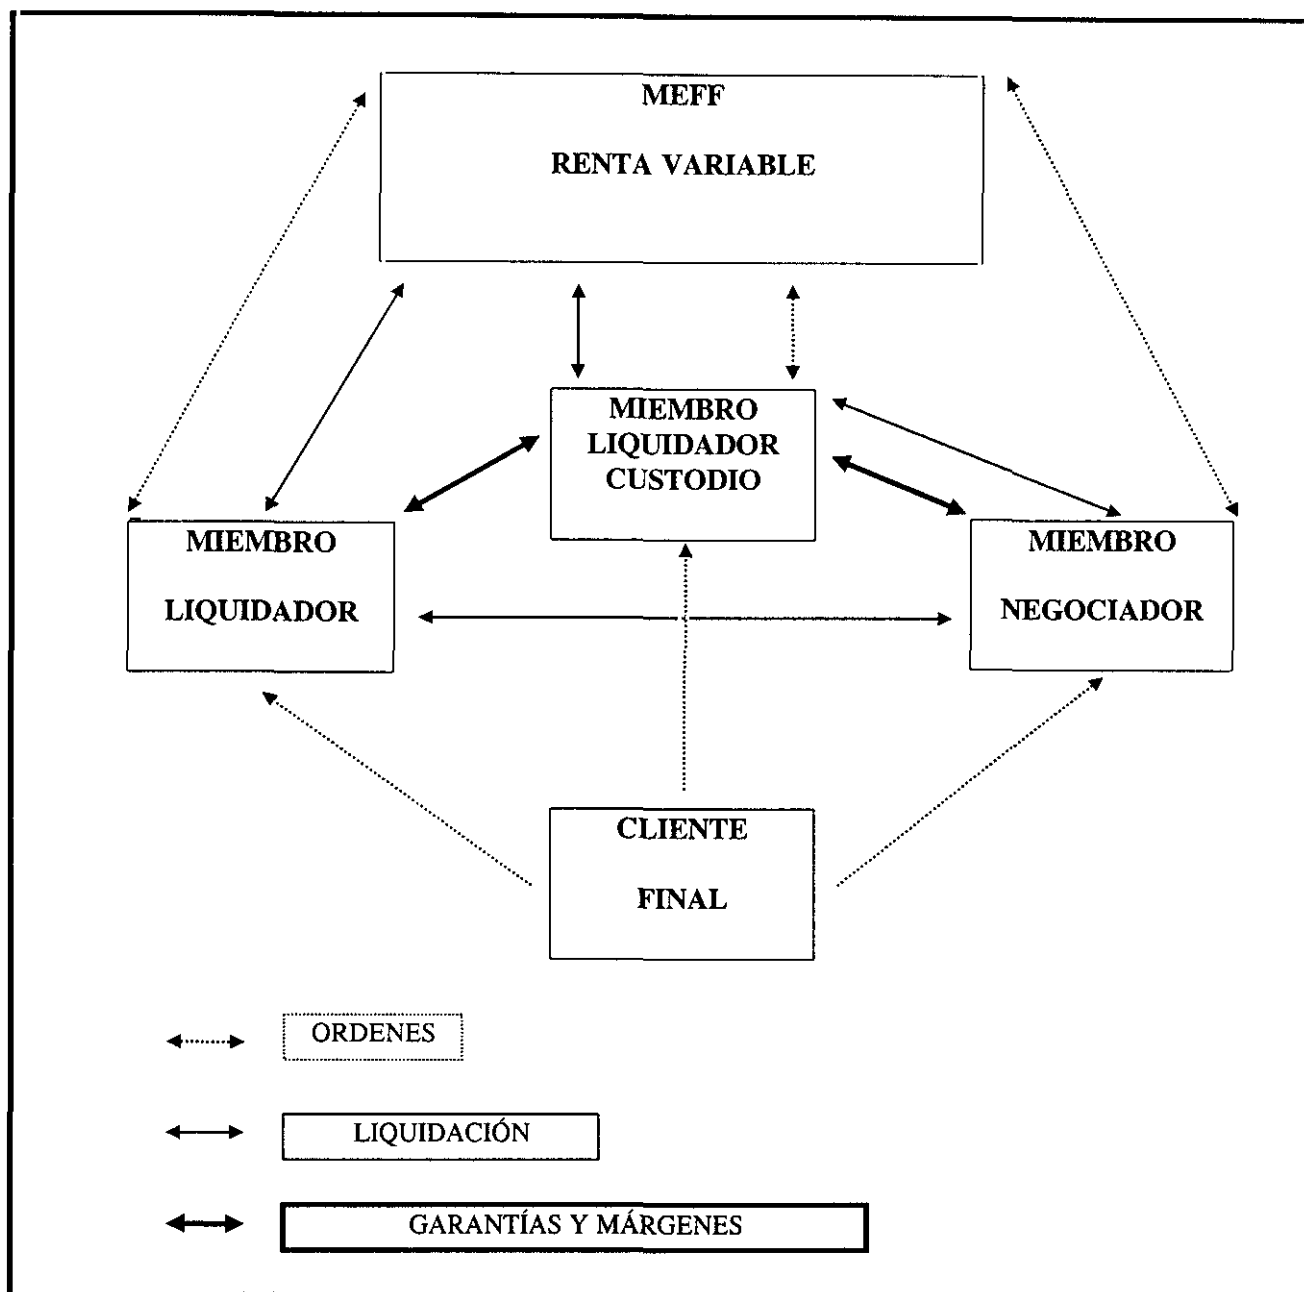 MEFF
RENTA VARIABLE
MIEMBRO
LIQUIDADOR
CUSTODIO
MIEMBRO
LIQUIDADOR
MIEMBRO
NEGOCIADOR
CLIENTE
FINAL
ORDENES
LIQUIDACIÓN
GARANTÍAS Y MÁRGENES